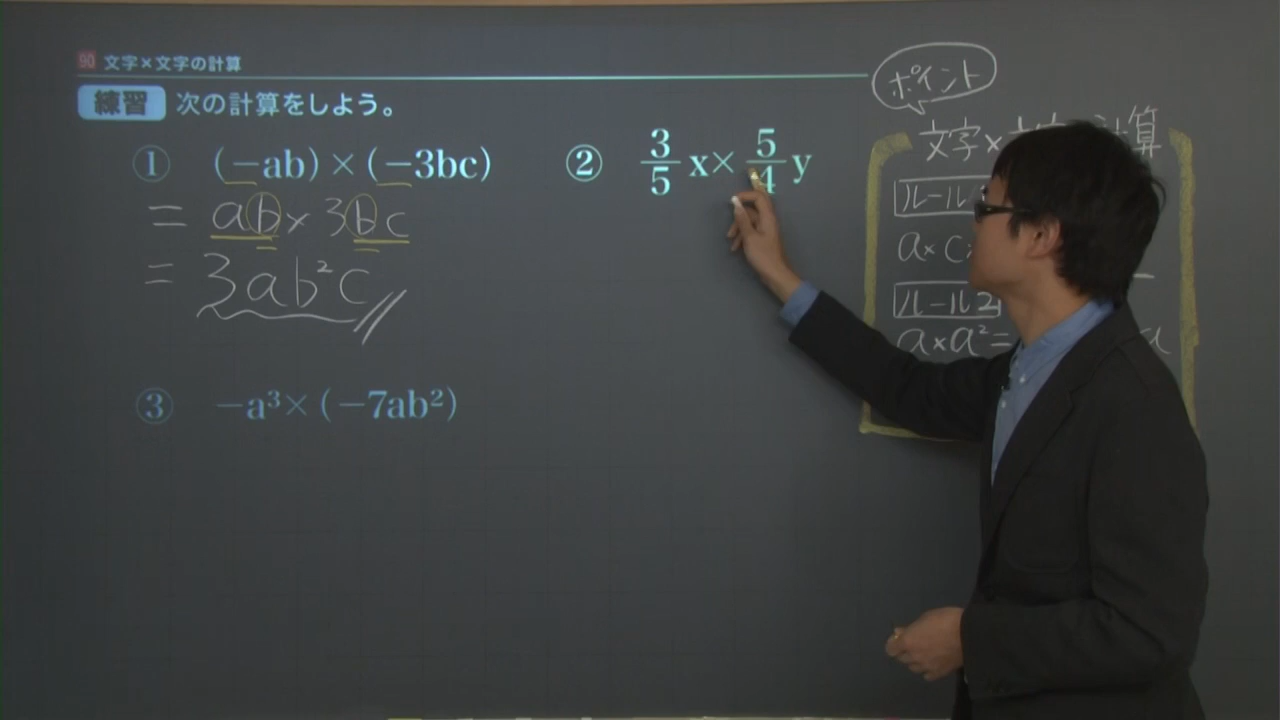 90 文字×文字の計算
練習 次の計算をしよう。
① (−ab)×(−3bc)
= ab × 3bc
= 3ab²c
② 3/5 x× 5/4 y
③ −a³×(−7ab²)
ポイント
文字× 算
ルール
a×c
ルール2
a×a²= a